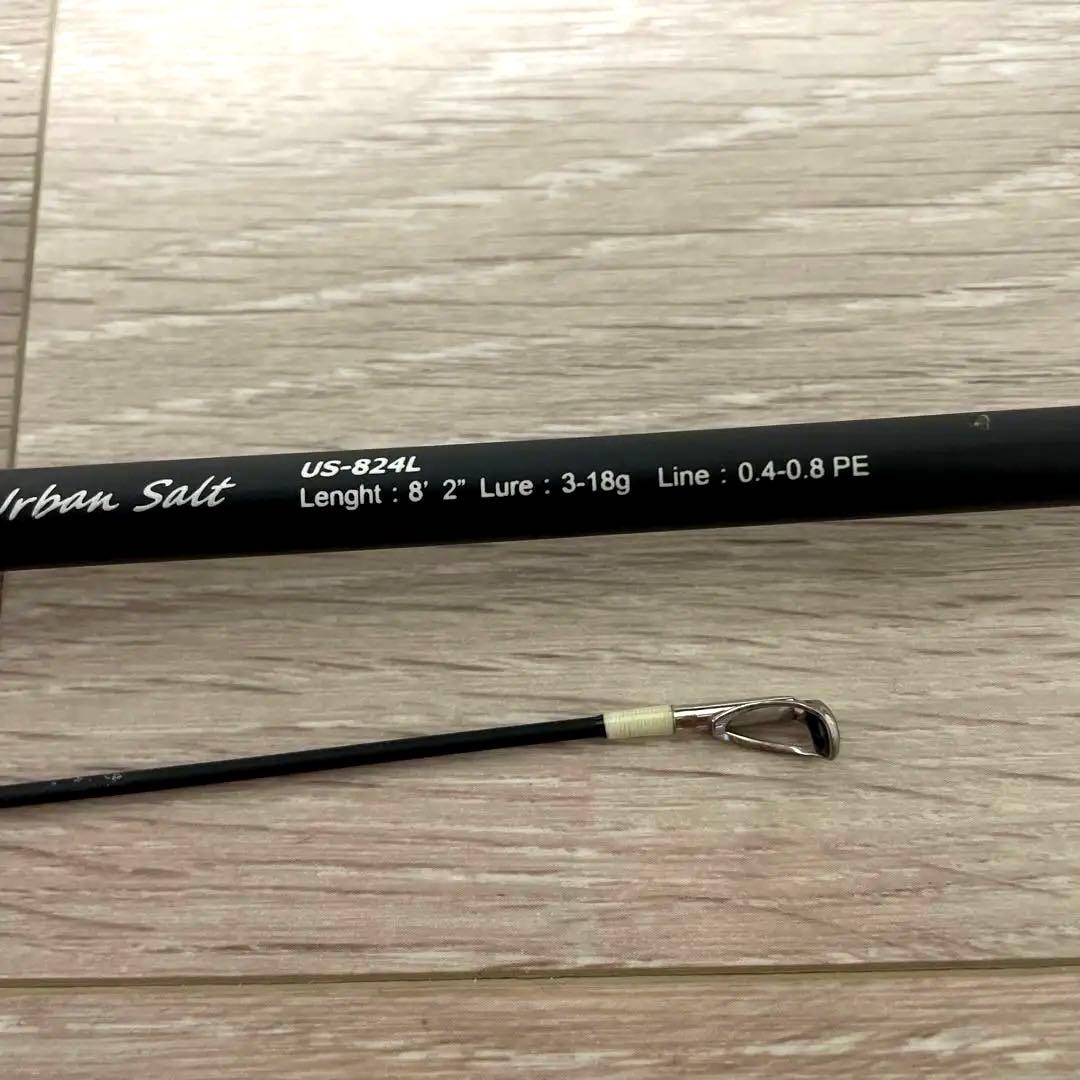 Urban Salt
US-824L
Lenght : 8' 2” Lure : 3-18g Line : 0.4-0.8 PE